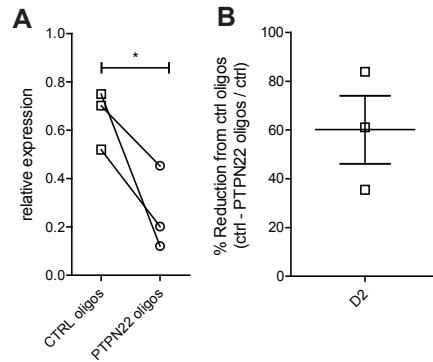 A
B
*
relative expression
1.0
0.8
0.6
0.4
0.2
0.0
CTRL oligos
PTPN22 oligos
% Reduction from ctrl oligos
(ctrl - PTPN22 oligos / ctrl)
100
80
60
40
20
0
D2